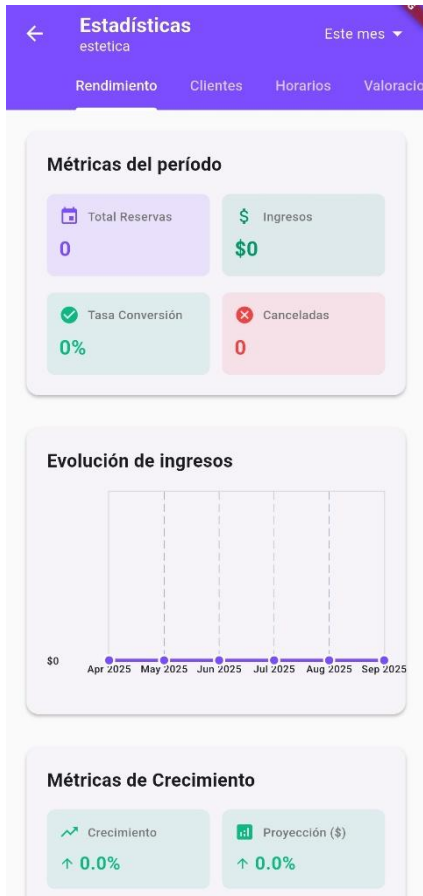 Estadísticas
estetica
Este mes
Rendimiento Clientes Horarios Valoracio
Métricas del período
Total Reservas
0
$ Ingresos
$0
Tasa Conversión
0%
Canceladas
0
Evolución de ingresos
$0
Apr 2025 May 2025 Jun 2025 Jul 2025 Aug 2025 Sep 2025
Métricas de Crecimiento
Crecimiento
↑ 0.0%
Proyección ($)
↑ 0.0%